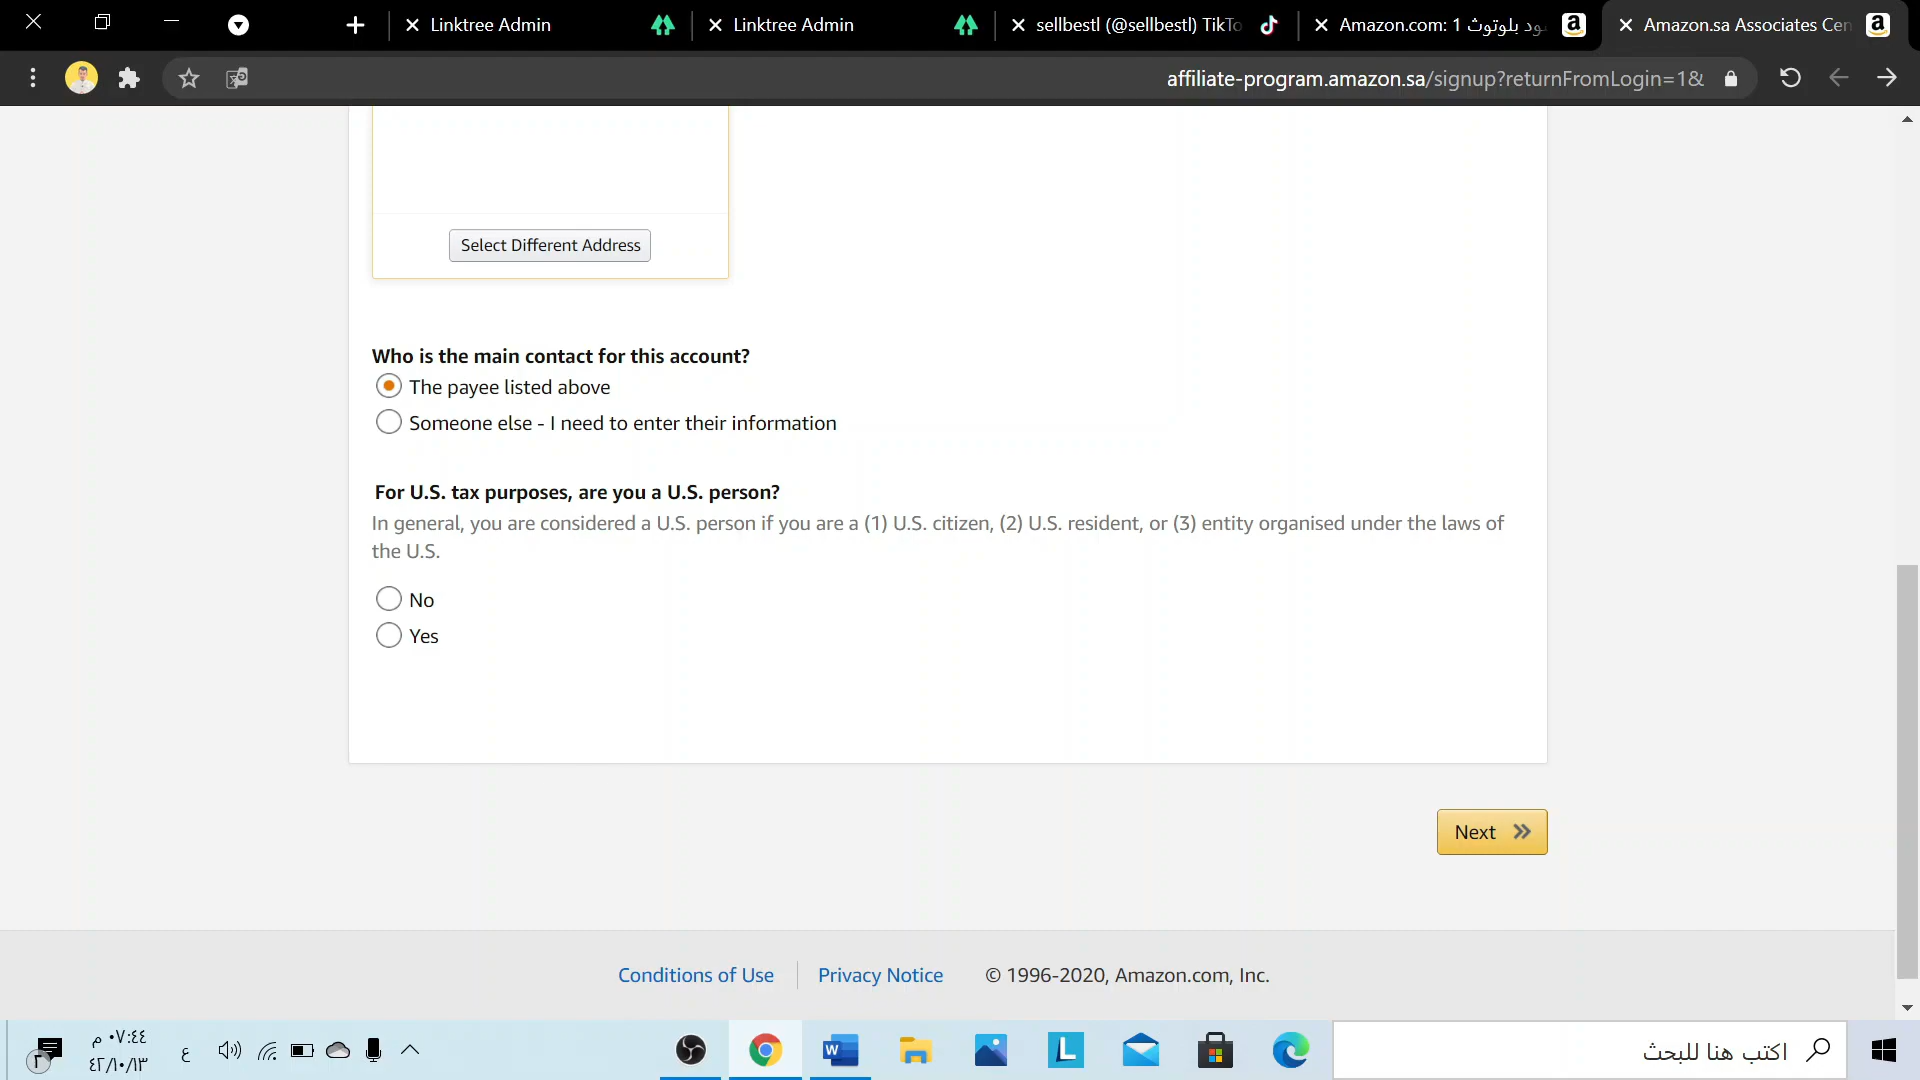 Linktree Admin
Linktree Admin
sellbestl (@sellbestl) TikTo
Amazon.com: 1 ود بلوتوث
Amazon.sa Associates Cen
affiliate-program.amazon.sa/signup?returnFromLogin=1&
Select Different Address
Who is the main contact for this account?
The payee listed above
Someone else - I need to enter their information
For U.S. tax purposes, are you a U.S. person?
In general, you are considered a U.S. person if you are a (1) U.S. citizen, (2) U.S. resident, or (3) entity organised under the laws of
the U.S.
No
Yes
Next
Conditions of Use
Privacy Notice
© 1996-2020, Amazon.com, Inc.
٠٧:٤٤ م
٤٢/١٠/١٣
٢
ع
اكتب هنا للبحث